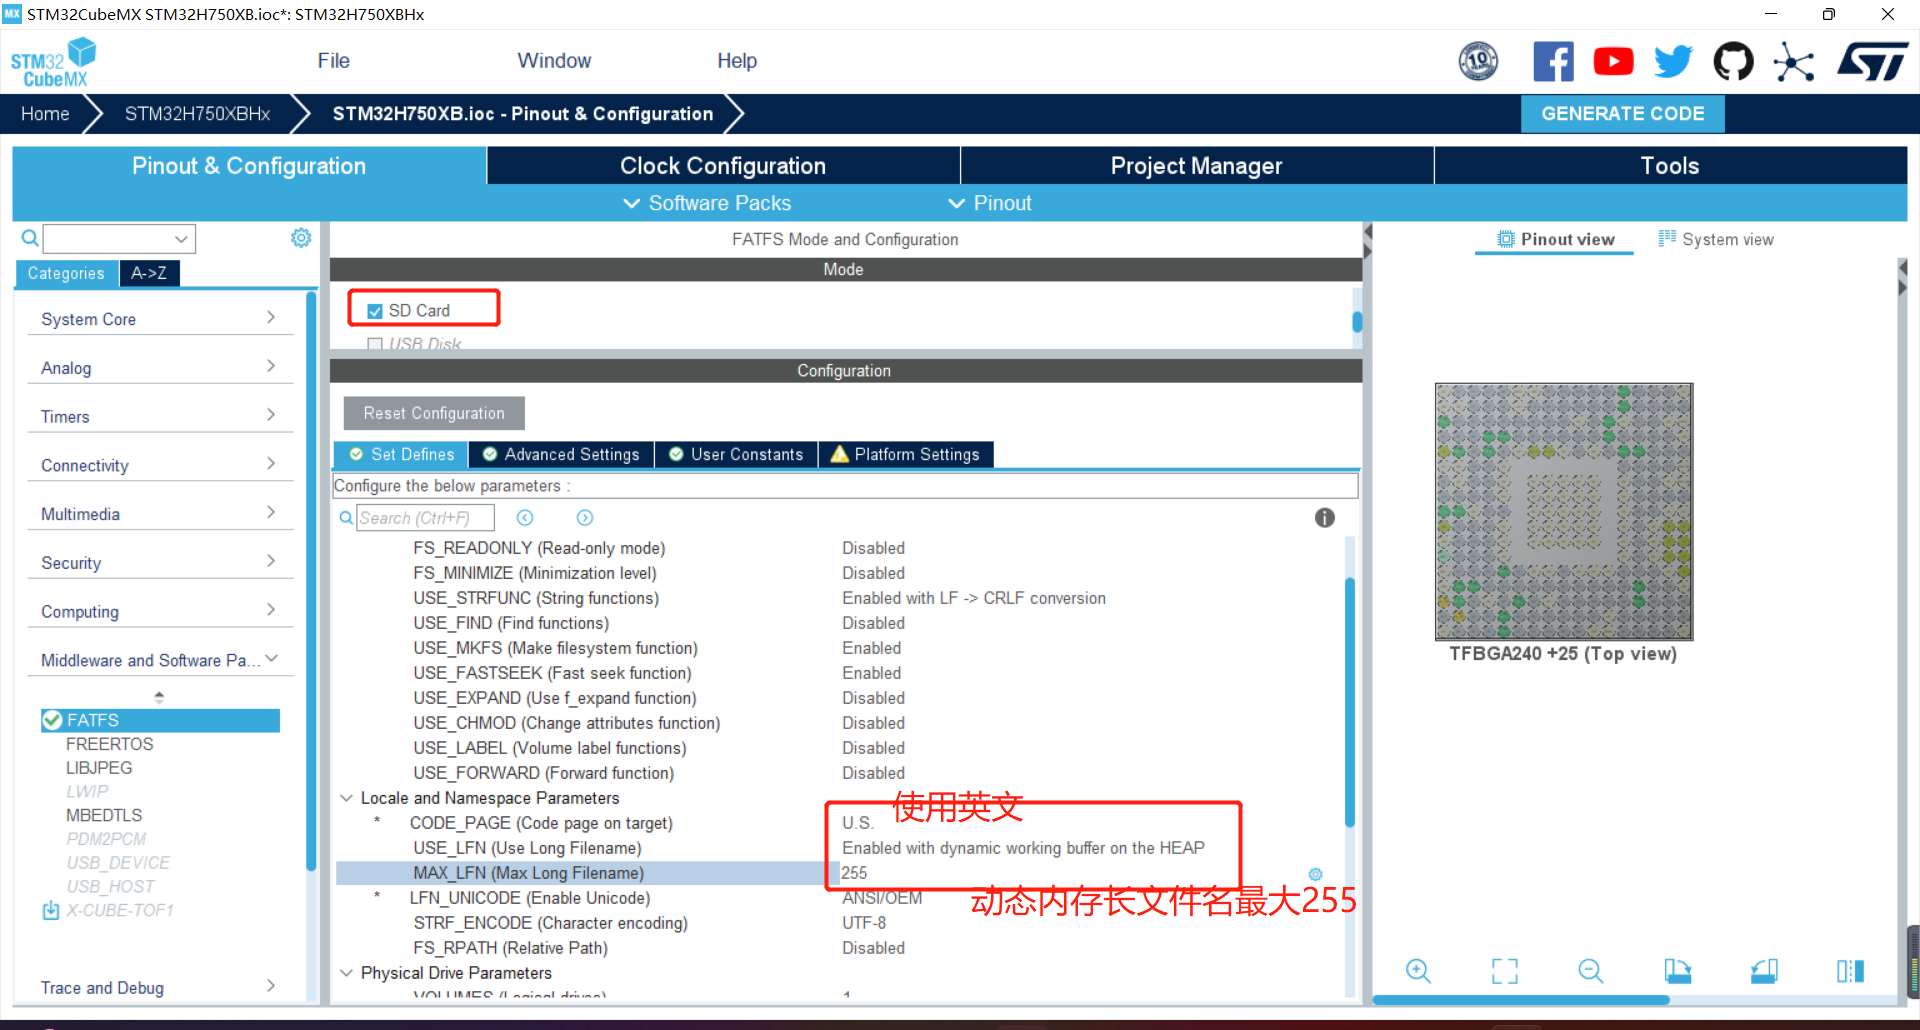 MX STM32CubeMX STM32H750XB.ioc*: STM32H750XBHx
STM32
CubeMX
File
Window
Help
10
ST
Home
STM32H750XBHx
STM32H750XB.ioc - Pinout & Configuration
GENERATE CODE
Pinout & Configuration
Clock Configuration
Project Manager
Tools
Software Packs
Pinout
Categories
A->Z
System Core
Analog
Timers
Connectivity
Multimedia
Security
Computing
Middleware and Software Pa...
FATFS
FREERTOS
LIBJPEG
LWIP
MBEDTLS
PDM2PCM
USB_DEVICE
USB_HOST
X-CUBE-TOF1
Trace and Debug
FATFS Mode and Configuration
Mode
SD Card
USB Disk
Configuration
Reset Configuration
Set Defines
Advanced Settings
User Constants
Platform Settings
Configure the below parameters :
Search (Ctrl+F)
FS_READONLY (Read-only mode) Disabled
FS_MINIMIZE (Minimization level) Disabled
USE_STRFUNC (String functions) Enabled with LF -> CRLF conversion
USE_FIND (Find functions) Disabled
USE_MKFS (Make filesystem function) Enabled
USE_FASTSEEK (Fast seek function) Enabled
USE_EXPAND (Use f_expand function) Disabled
USE_CHMOD (Change attributes function) Disabled
USE_LABEL (Volume label functions) Disabled
USE_FORWARD (Forward function) Disabled
Locale and Namespace Parameters
使用英文
* CODE_PAGE (Code page on target) U.S.
USE_LFN (Use Long Filename) Enabled with dynamic working buffer on the HEAP
MAX_LFN (Max Long Filename) 255
* LFN_UNICODE (Enable Unicode) ANSI/OEM
动态内存长文件名最大255
STRF_ENCODE (Character encoding) UTF-8
FS_RPATH (Relative Path) Disabled
Physical Drive Parameters
VOLUMES (Logical drives) 1
Pinout view
System view
TFBGA240 +25 (Top view)